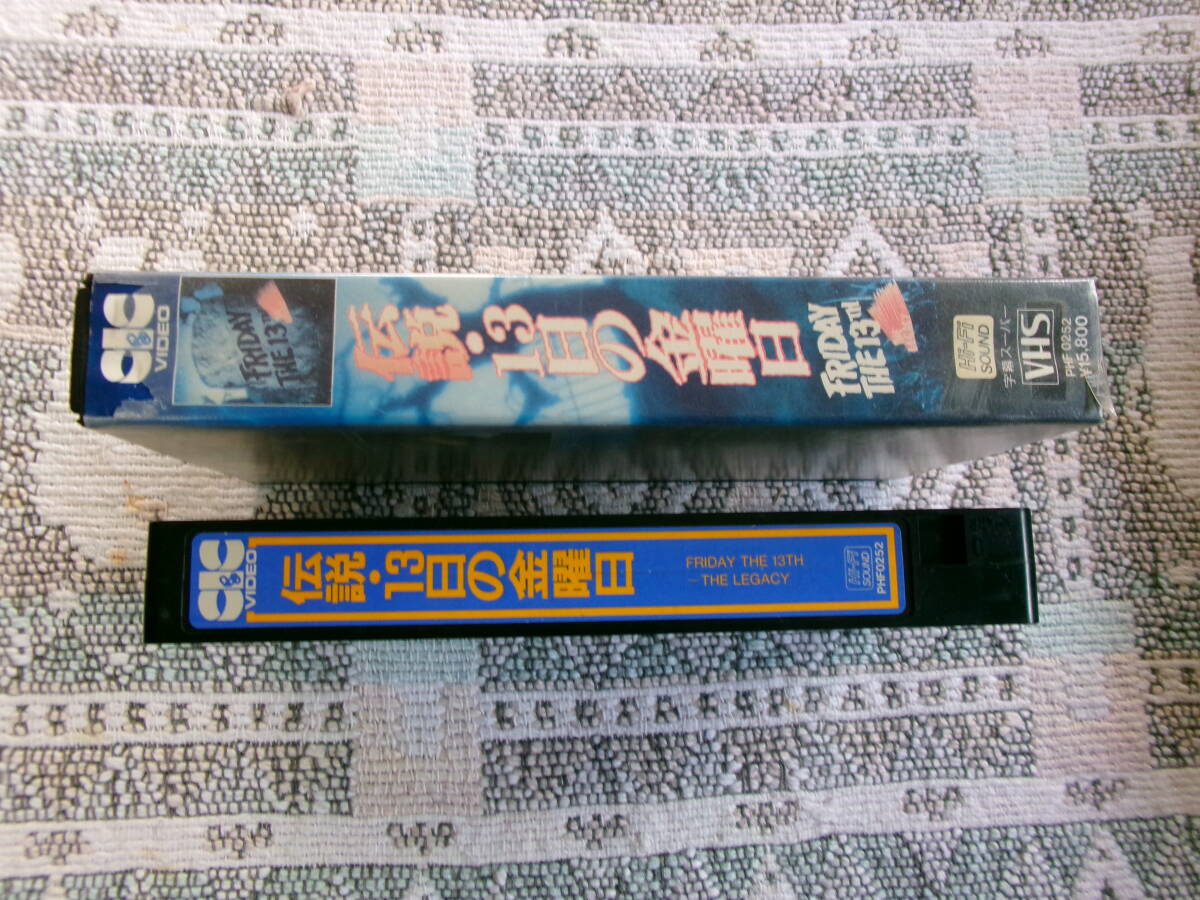 CIC & VIDEO
FRIDAY
THE 13
伝説・13日の金曜日
FRIDAY
THE 13TH
Hi-Fi
SOUND
字幕スーパー
VHS
PHF 0252
¥15,800
CIC & VIDEO
伝説・13日の金曜日
FRIDAY THE 13TH
—THE LEGACY
Hi-Fi
SOUND
PHF0252